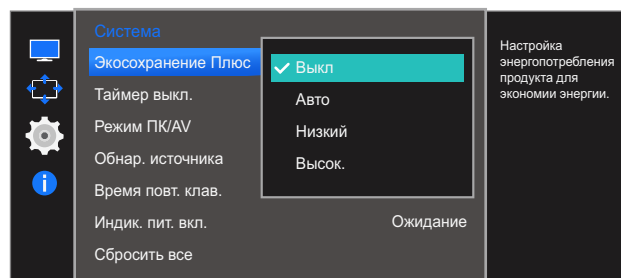 Система
Экосохранение Плюс
Выкл
Таймер выкл.
Авто
Режим ПК/AV
Низкий
Обнар. источника
Высок.
Время повт. клав.
Индик. пит. вкл.
Ожидание
Сбросить все
Настройка
энергопотребления
продукта для
экономии энергии.